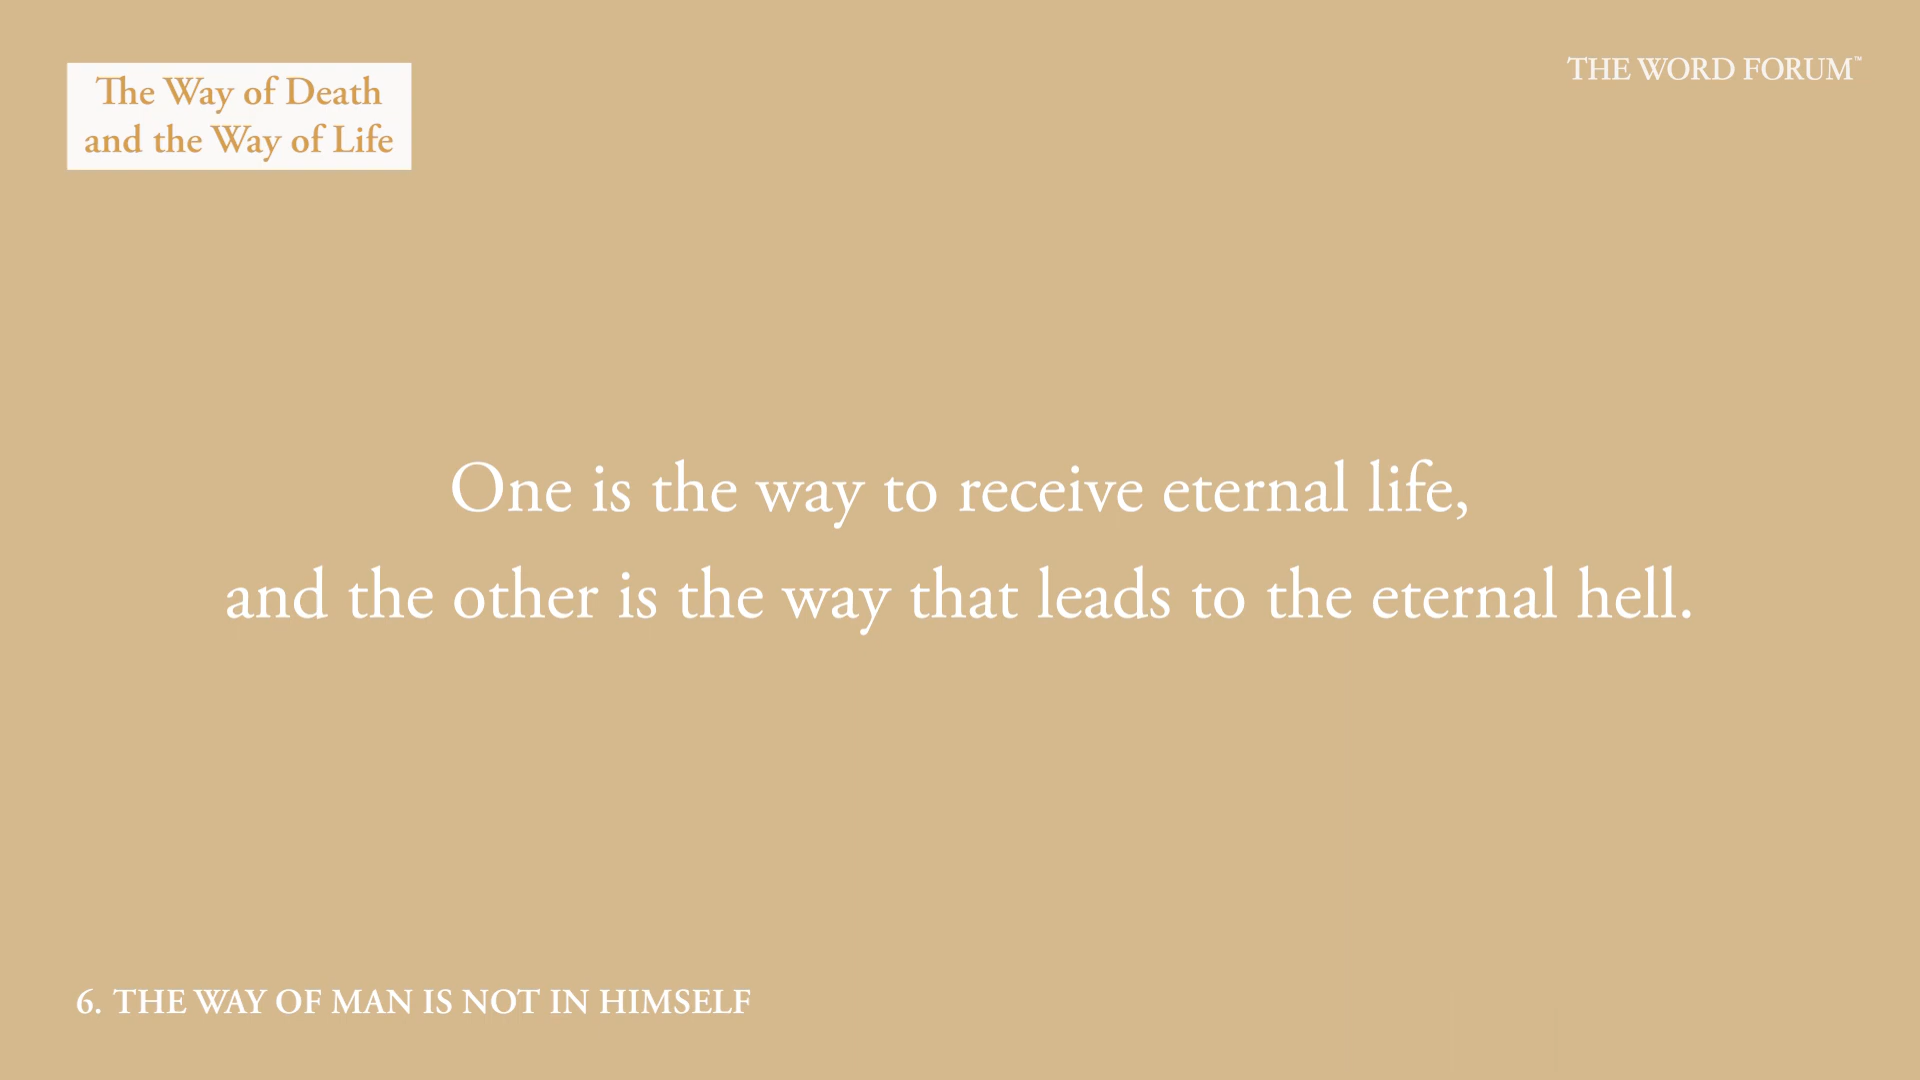 The Way of Death
and the Way of Life
THE WORD FORUM™
One is the way to receive eternal life,
and the other is the way that leads to the eternal hell.
6. THE WAY OF MAN IS NOT IN HIMSELF